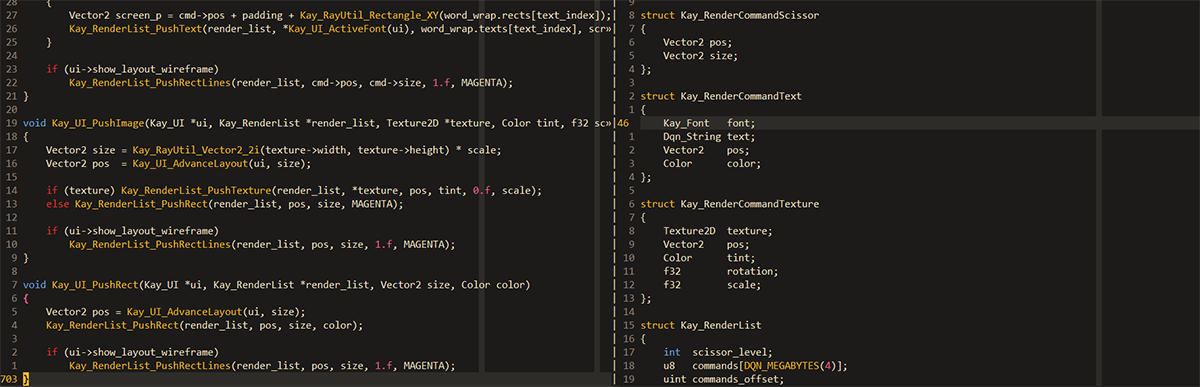 28     {
27         Vector2 screen_p = cmd->pos + padding + Kay_RayUtil_Rectangle_XY(word_wrap.rects[text_index]);
26         Kay_RenderList_PushText(render_list, *Kay_UI_ActiveFont(ui), word_wrap.texts[text_index], scr»
25     }
24
23     if (ui->show_layout_wireframe)
22         Kay_RenderList_PushRectLines(render_list, cmd->pos, cmd->size, 1.f, MAGENTA);
21 }
20
19 void Kay_UI_PushImage(Kay_UI *ui, Kay_RenderList *render_list, Texture2D *texture, Color tint, f32 sc»
18 {
17     Vector2 size = Kay_RayUtil_Vector2_2i(texture->width, texture->height) * scale;
16     Vector2 pos  = Kay_UI_AdvanceLayout(ui, size);
15
14     if (texture) Kay_RenderList_PushTexture(render_list, *texture, pos, tint, 0.f, scale);
13     else Kay_RenderList_PushRect(render_list, pos, size, MAGENTA);
12
11     if (ui->show_layout_wireframe)
10         Kay_RenderList_PushRectLines(render_list, pos, size, 1.f, MAGENTA);
9 }
8
7 void Kay_UI_PushRect(Kay_UI *ui, Kay_RenderList *render_list, Vector2 size, Color color)
6 {
5     Vector2 pos = Kay_UI_AdvanceLayout(ui, size);
4     Kay_RenderList_PushRect(render_list, pos, size, color);
3
2     if (ui->show_layout_wireframe)
1         Kay_RenderList_PushRectLines(render_list, pos, size, 1.f, MAGENTA);
703 }
9
8 struct Kay_RenderCommandScissor
7 {
6     Vector2 pos;
5     Vector2 size;
4 };
3
2 struct Kay_RenderCommandText
1 {
46     Kay_Font   font;
1     Dqn_String text;
2     Vector2    pos;
3     Color      color;
4 };
5
6 struct Kay_RenderCommandTexture
7 {
8     Texture2D  texture;
9     Vector2    pos;
10     Color      tint;
11     f32        rotation;
12     f32        scale;
13 };
14
15 struct Kay_RenderList
16 {
17     int  scissor_level;
18     u8   commands[DQN_MEGABYTES(4)];
19     uint commands_offset;